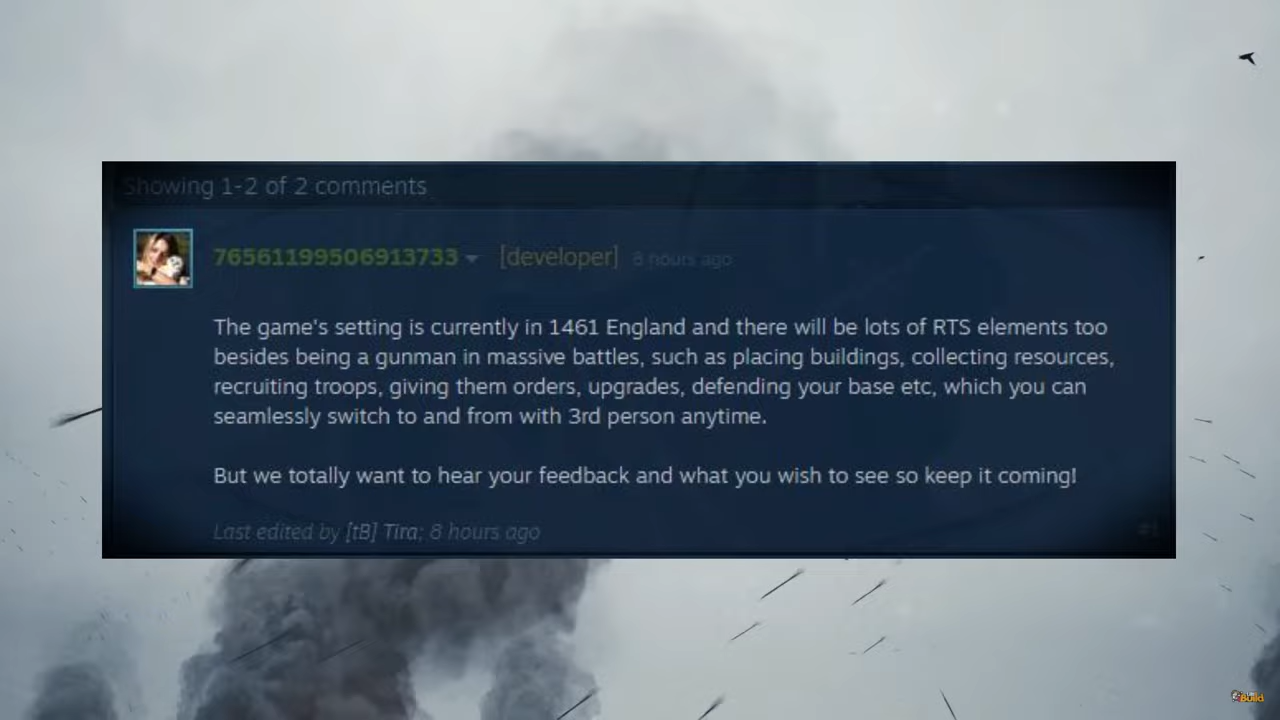 Showing 1-2 of 2 comments
76561199506913733 [developer] 8 hours ago
The game's setting is currently in 1461 England and there will be lots of RTS elements too
besides being a gunman in massive battles, such as placing buildings, collecting resources,
recruiting troops, giving them orders, upgrades, defending your base etc, which you can
seamlessly switch to and from with 3rd person anytime.
But we totally want to hear your feedback and what you wish to see so keep it coming!
Last edited by [tB] Tira; 8 hours ago
#1
Build